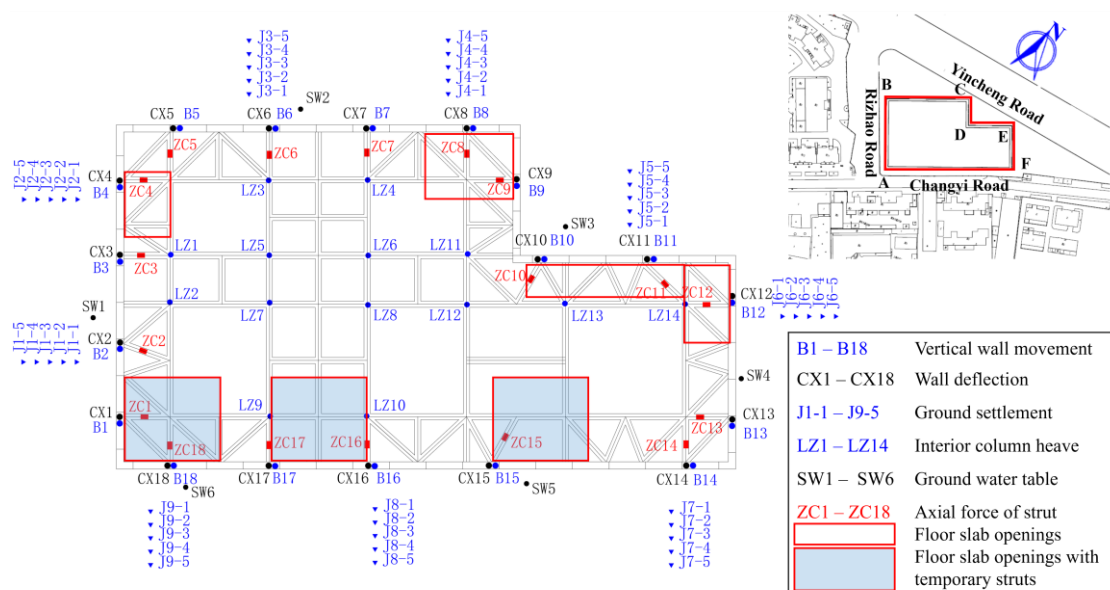 J3-5
J3-4
J3-3
J3-2
J3-1
J4-5
J4-4
J4-3
J4-2
J4-1
SW2
CX5 B5
CX6 B6
CX7 B7
CX8 B8
ZC5
ZC6
ZC7
ZC8
J2-5
J2-4
J2-3
J2-2
J2-1
CX4
B4
ZC4
LZ3
LZ4
ZC9
CX9
B9
J5-5
J5-4
J5-3
J5-2
J5-1
SW3
CX3
B3
ZC3
LZ1
LZ5
LZ6
LZ11
CX10 B10
CX11 B11
ZC10
ZC11
ZC12
CX12
B12
J6-1
J6-2
J6-3
J6-4
J6-5
SW1
LZ2
LZ7
LZ8
LZ12
LZ13
LZ14
J1-5
J1-4
J1-3
J1-2
J1-1
CX2
B2
ZC2
SW4
CX1
B1
ZC1
ZC18
LZ9
ZC17
LZ10
ZC16
ZC15
ZC14
ZC13
CX13
B13
CX18 B18
CX17 B17
CX16 B16
CX15 B15
CX14 B14
SW6
SW5
J9-1
J9-2
J9-3
J9-4
J9-5
J8-1
J8-2
J8-3
J8-4
J8-5
J7-1
J7-2
J7-3
J7-4
J7-5
N
Yincheng Road
Rizhao Road
Changyi Road
A
B
C
D
E
F
B1 – B18 Vertical wall movement
CX1 – CX18 Wall deflection
J1-1 – J9-5 Ground settlement
LZ1 – LZ14 Interior column heave
SW1 – SW6 Ground water table
ZC1 – ZC18 Axial force of strut
Floor slab openings
Floor slab openings with
temporary struts